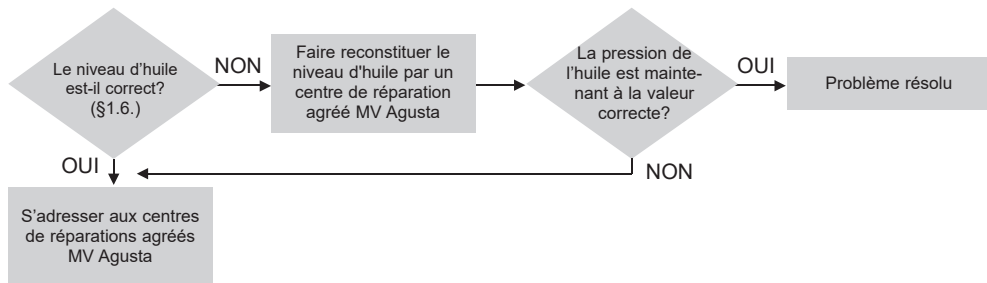 Le niveau d’huile
est-il correct?
(§1.6.)
NON
Faire reconstituer le
niveau d'huile par un
centre de réparation
agréé MV Agusta
La pression de
l’huile est mainte-
nant à la valeur
correcte?
OUI
Problème résolu
OUI
NON
S’adresser aux centres
de réparations agréés
MV Agusta